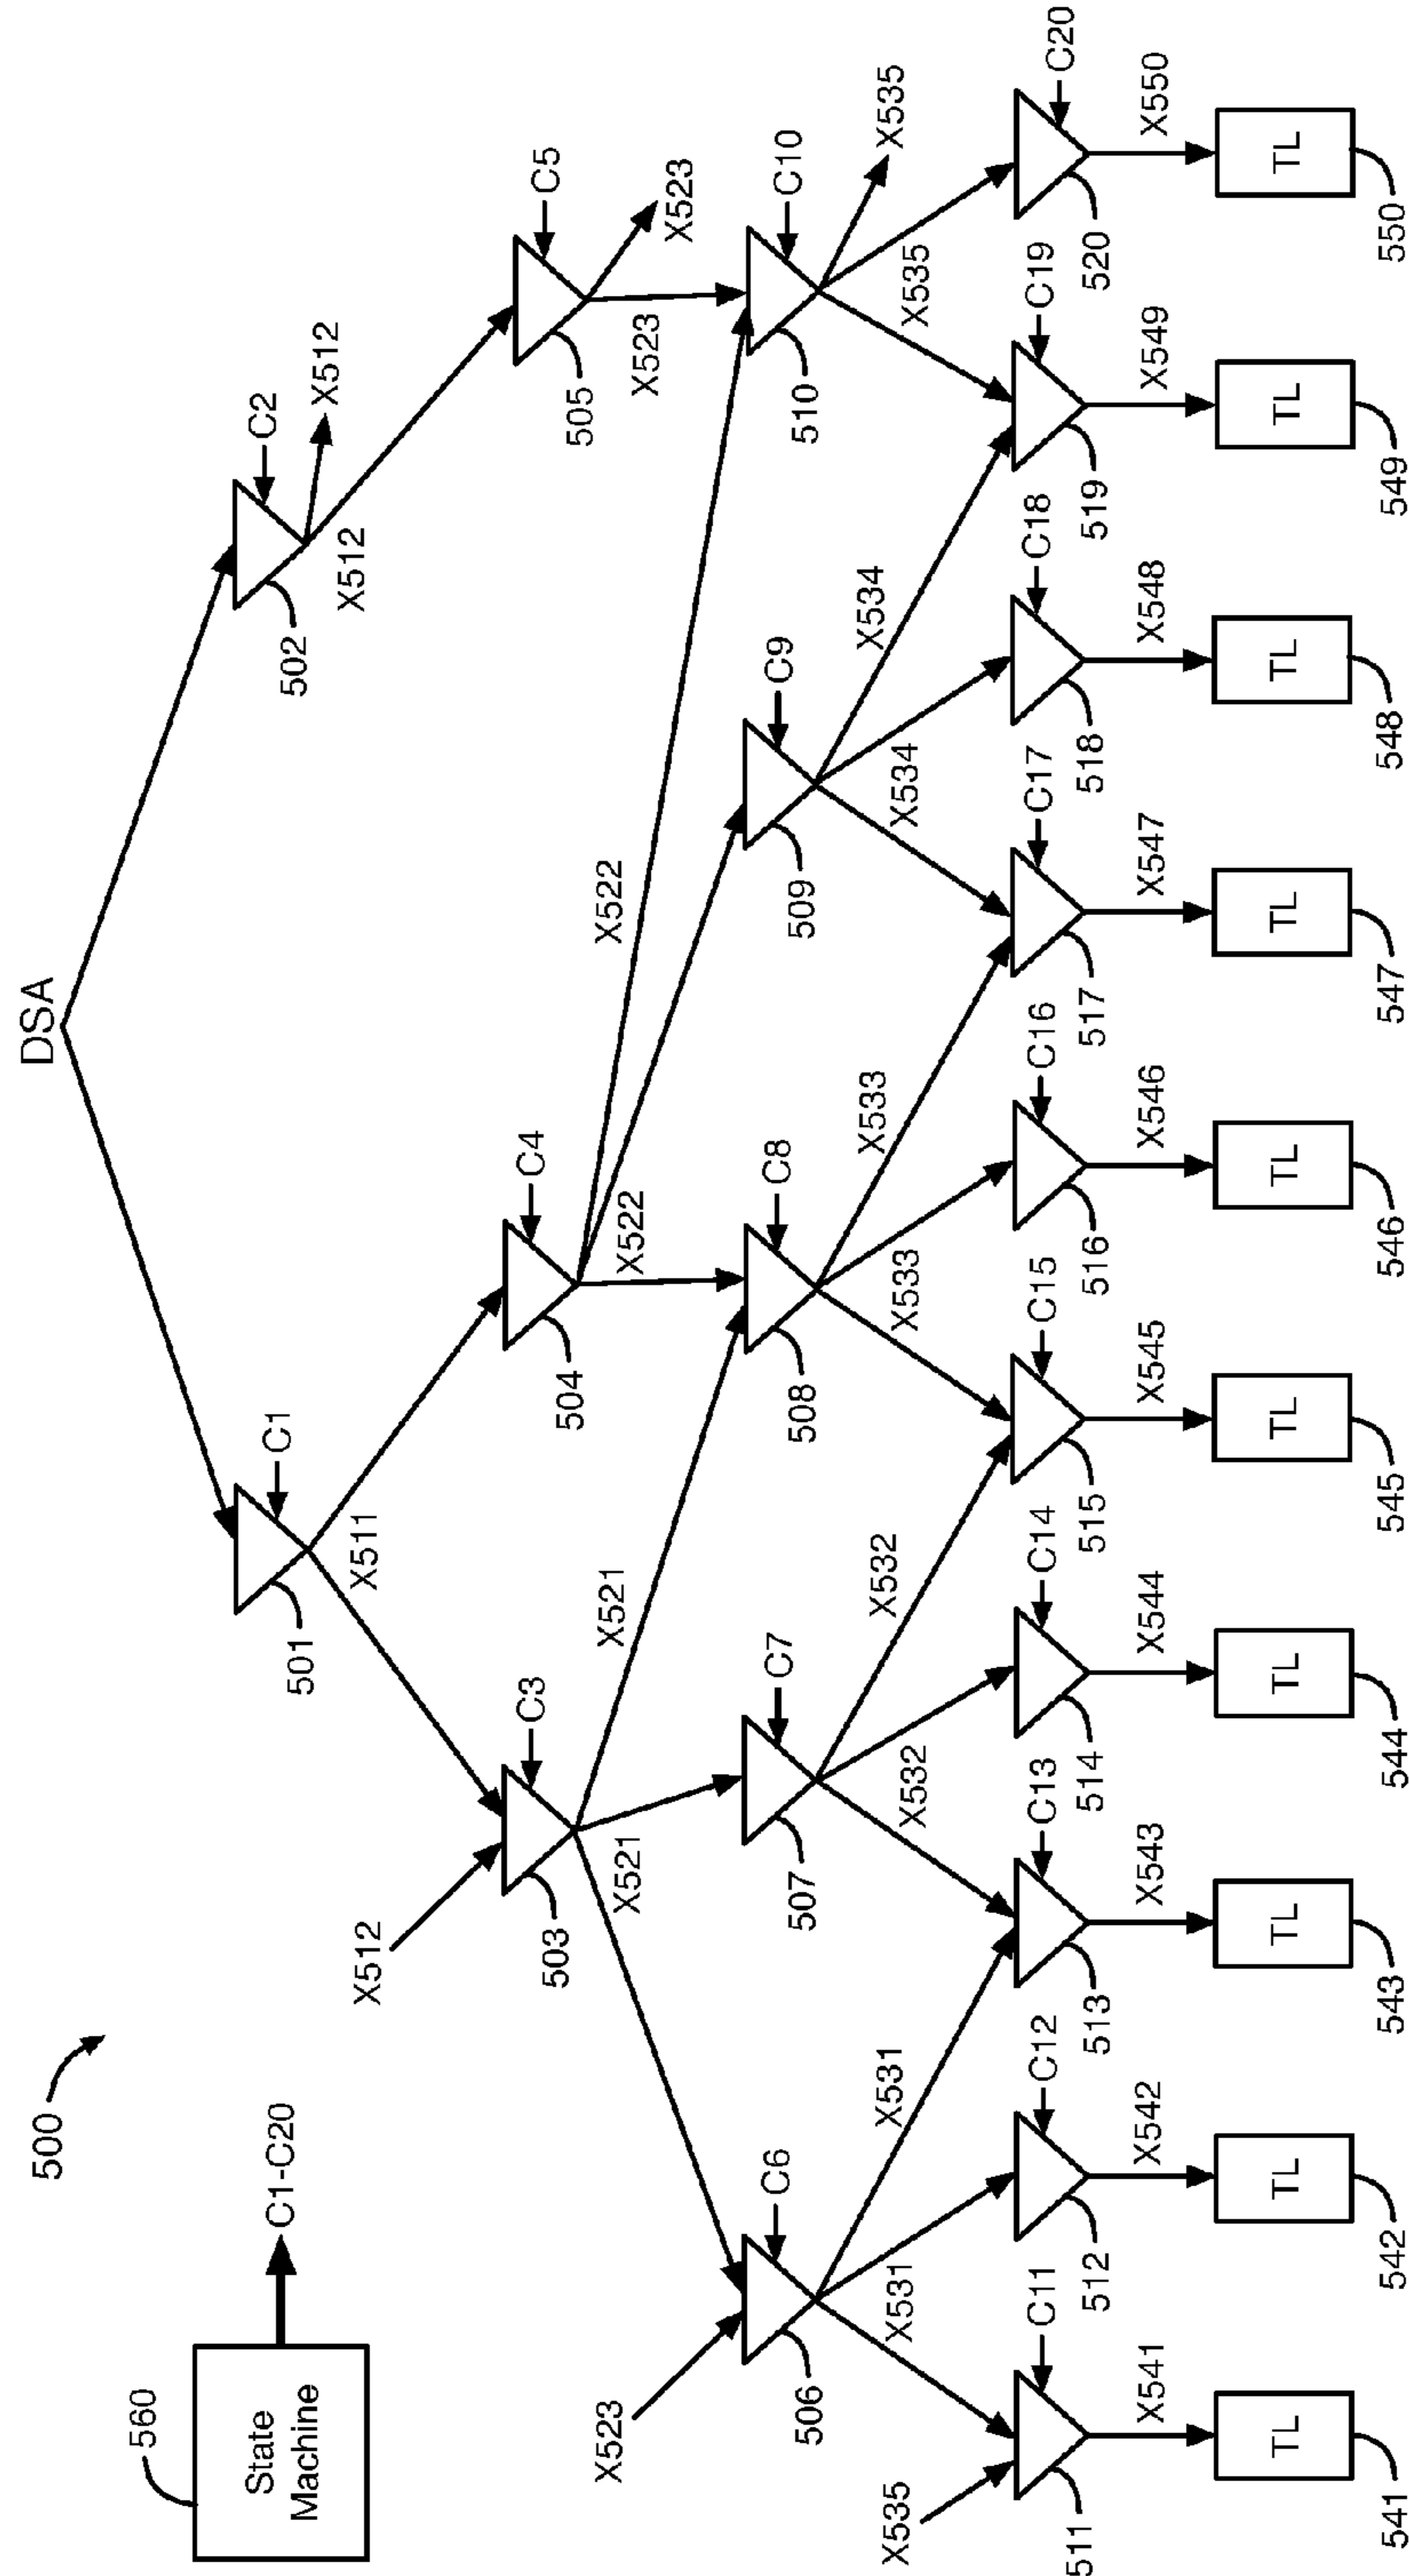 500
560
State
Machine
C1-C20
DSA
C1
501
X511
C2
502
X512
X512
X512
C3
503
C4
504
C5
505
X523
X523
X521
X521
X522
X522
X523
C6
506
C7
507
C8
508
C9
509
C10
510
X535
X535
X531
X531
X532
X532
X533
X533
X534
X534
X535
C11
511
C12
512
C13
513
C14
514
C15
515
C16
516
C17
517
C18
518
C19
519
C20
520
X541
X542
X543
X544
X545
X546
X547
X548
X549
X550
TL
TL
TL
TL
TL
TL
TL
TL
TL
TL
541
542
543
544
545
546
547
548
549
550